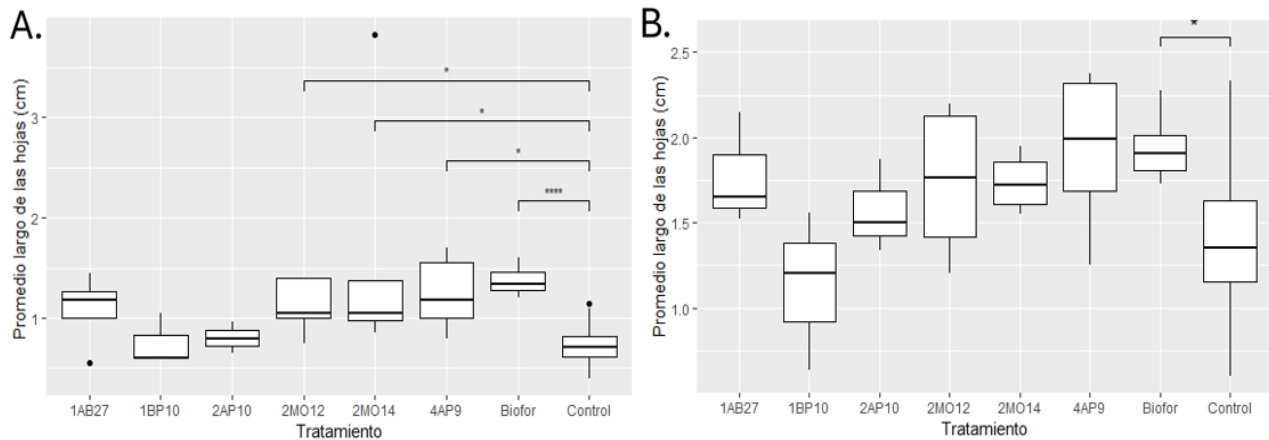 A.
Promedio largo de las hojas (cm)
3
2
1
*
*
*
****
1AB27 1BP10 2AP10 2MO12 2MO14 4AP9 Biofor Control
Tratamiento
B.
Promedio largo de las hojas (cm)
2.5
2.0
1.5
1.0
*
1AB27 1BP10 2AP10 2MO12 2MO14 4AP9 Biofor Control
Tratamiento